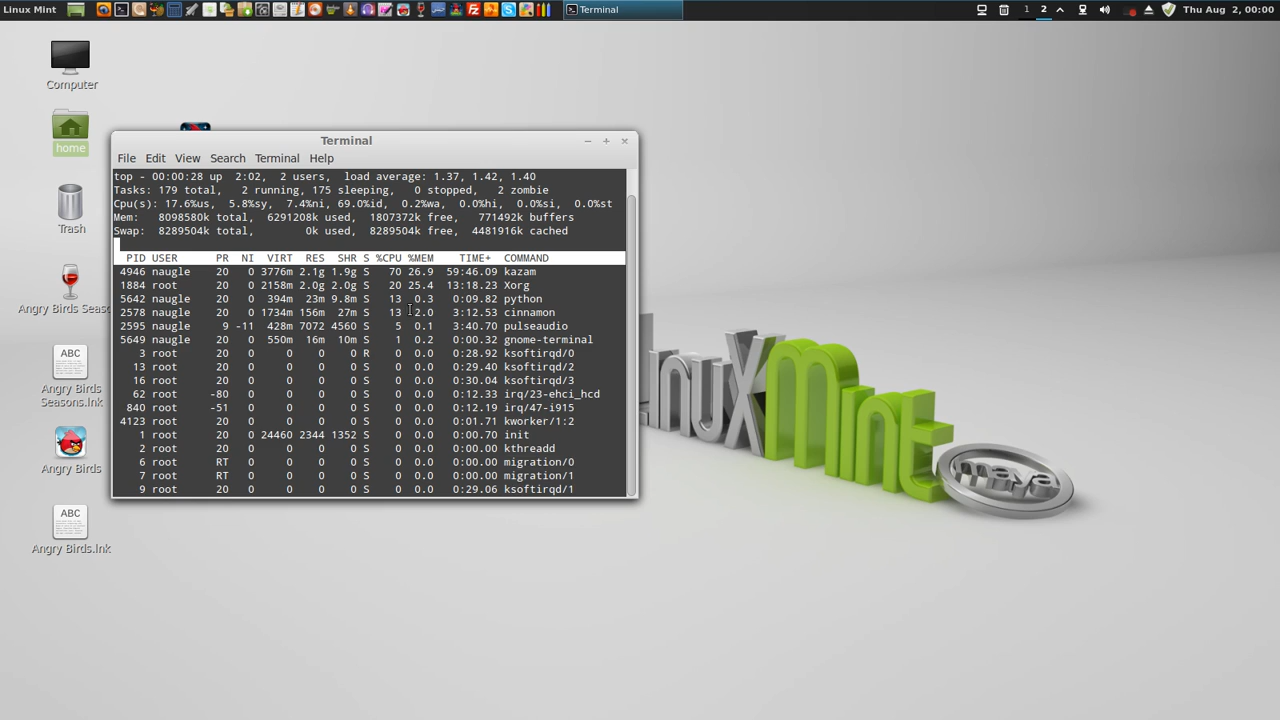 Linux Mint
Terminal
1 2
Thu Aug 2, 00:00
Computer
home
Trash
Angry Birds Seaso
ABC
Angry Birds
Seasons.lnk
Angry Birds
ABC
Angry Birds.lnk
Terminal
File Edit View Search Terminal Help
top - 00:00:28 up 2:02, 2 users, load average: 1.37, 1.42, 1.40
Tasks: 179 total, 2 running, 175 sleeping, 0 stopped, 2 zombie
Cpu(s): 17.6%us, 5.8%sy, 7.4%ni, 69.0%id, 0.2%wa, 0.0%hi, 0.0%si, 0.0%st
Mem: 8098580k total, 6291208k used, 1807372k free, 771492k buffers
Swap: 8289504k total, 0k used, 8289504k free, 4481916k cached
PID USER PR NI VIRT RES SHR S %CPU %MEM TIME+ COMMAND
4946 naugle 20 0 3776m 2.1g 1.9g S 70 26.9 59:46.09 kazam
1884 root 20 0 2158m 2.0g 2.0g S 20 25.4 13:18.23 Xorg
5642 naugle 20 0 394m 23m 9.8m S 13 0.3 0:09.82 python
2578 naugle 20 0 1734m 156m 27m S 13 2.0 3:12.53 cinnamon
2595 naugle 9 -11 428m 7072 4560 S 5 0.1 3:40.70 pulseaudio
5649 naugle 20 0 550m 16m 10m S 1 0.2 0:00.32 gnome-terminal
3 root 20 0 0 0 0 R 0 0.0 0:28.92 ksoftirqd/0
13 root 20 0 0 0 0 S 0 0.0 0:29.40 ksoftirqd/2
16 root 20 0 0 0 0 S 0 0.0 0:30.04 ksoftirqd/3
62 root -80 0 0 0 0 S 0 0.0 0:12.33 irq/23-ehci_hcd
840 root -51 0 0 0 0 S 0 0.0 0:12.19 irq/47-i915
4123 root 20 0 0 0 0 S 0 0.0 0:01.71 kworker/1:2
1 root 20 0 24460 2344 1352 S 0 0.0 0:00.70 init
2 root 20 0 0 0 0 S 0 0.0 0:00.00 kthreadd
6 root RT 0 0 0 0 S 0 0.0 0:00.00 migration/0
7 root RT 0 0 0 0 S 0 0.0 0:00.00 migration/1
9 root 20 0 0 0 0 S 0 0.0 0:29.06 ksoftirqd/1
LinuX Mint
maya